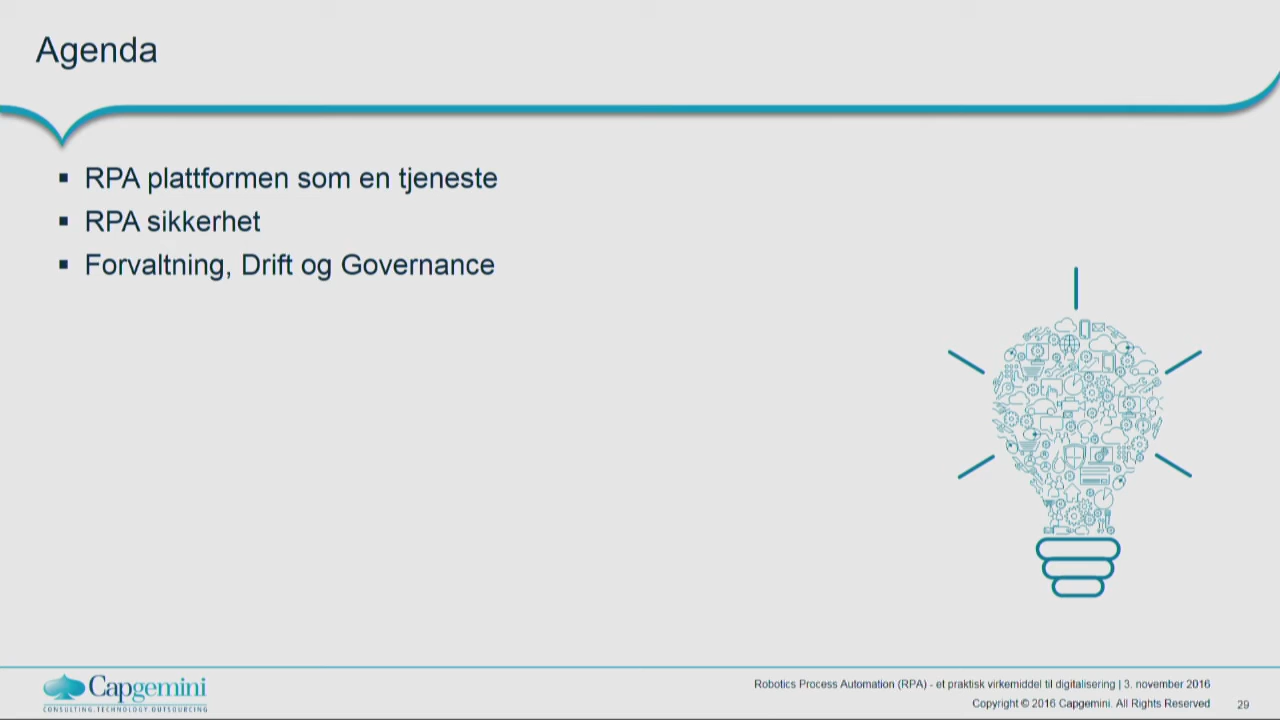 Agenda
▪ RPA plattformen som en tjeneste
▪ RPA sikkerhet
▪ Forvaltning, Drift og Governance
Capgemini
CONSULTING.TECHNOLOGY.OUTSOURCING
Robotics Process Automation (RPA) - et praktisk virkemiddel til digitalisering | 3. november 2016
Copyright © 2016 Capgemini. All Rights Reserved
29